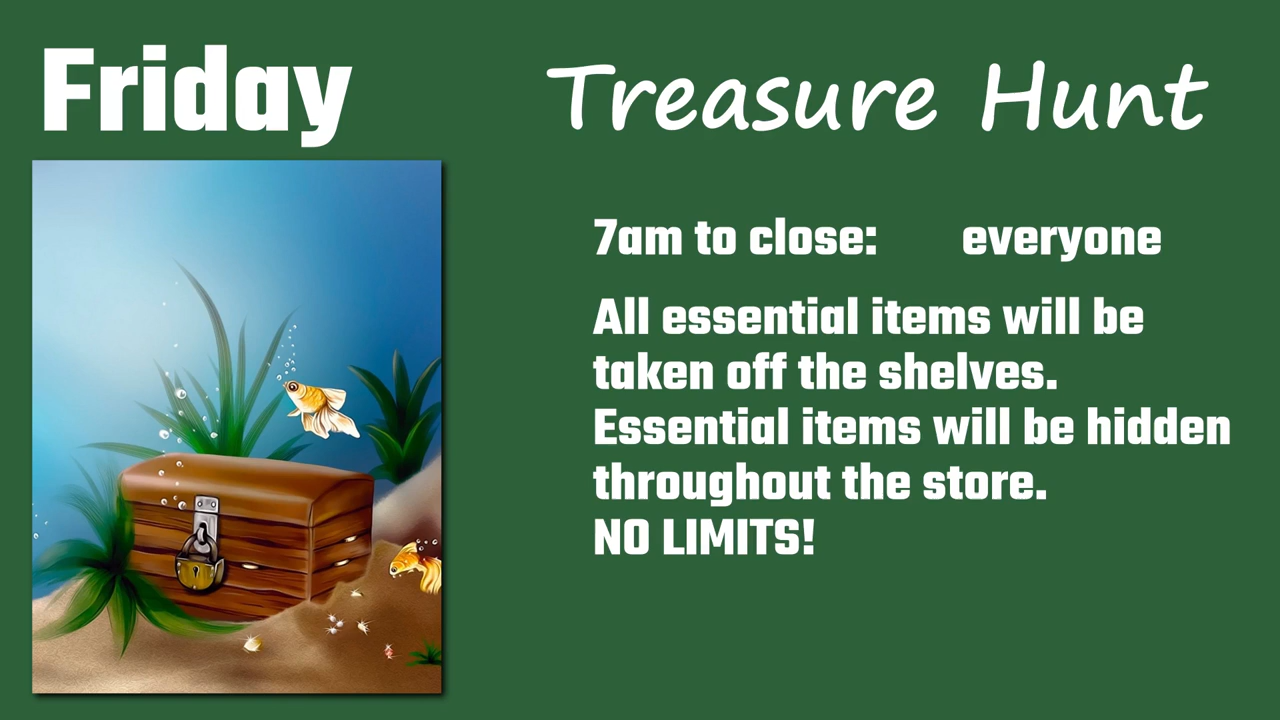 Friday
Treasure Hunt
7am to close: everyone
All essential items will be
taken off the shelves.
Essential items will be hidden
throughout the store.
NO LIMITS!